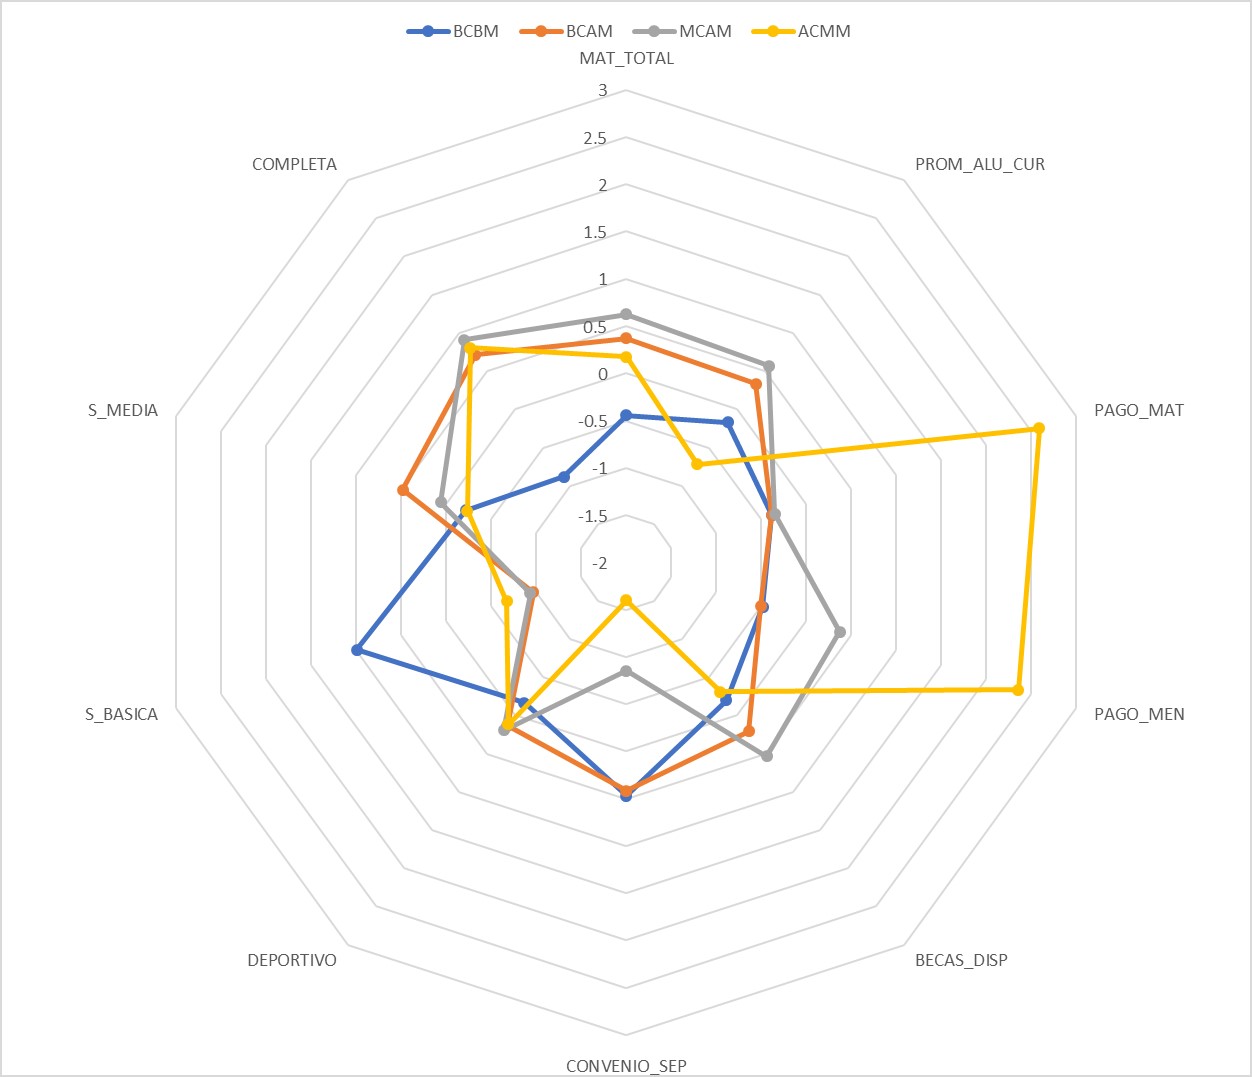 BCBM BCAM MCAM ACMM
MAT_TOTAL
3
2.5
2
1.5
1
0.5
0
-0.5
-1
-1.5
-2
PROM_ALU_CUR
PAGO_MAT
PAGO_MEN
BECAS_DISP
CONVENIO_SEP
DEPORTIVO
S_BASICA
S_MEDIA
COMPLETA